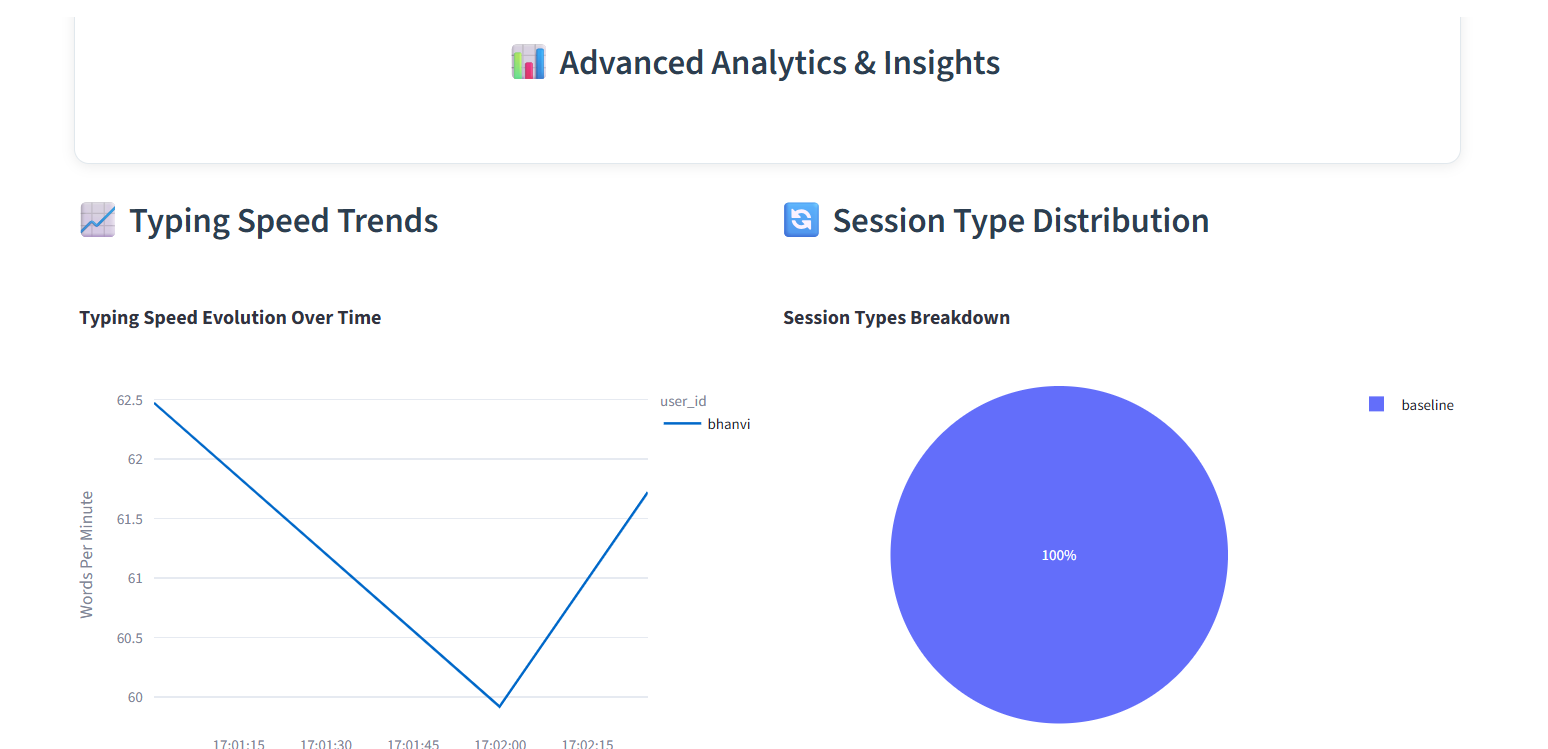 Advanced Analytics & Insights
Typing Speed Trends
Session Type Distribution
Typing Speed Evolution Over Time
Session Types Breakdown
62.5
62
61.5
61
60.5
60
Words Per Minute
17:01:15 17:01:30 17:01:45 17:02:00 17:02:15
user_id
bhanvi
100%
baseline